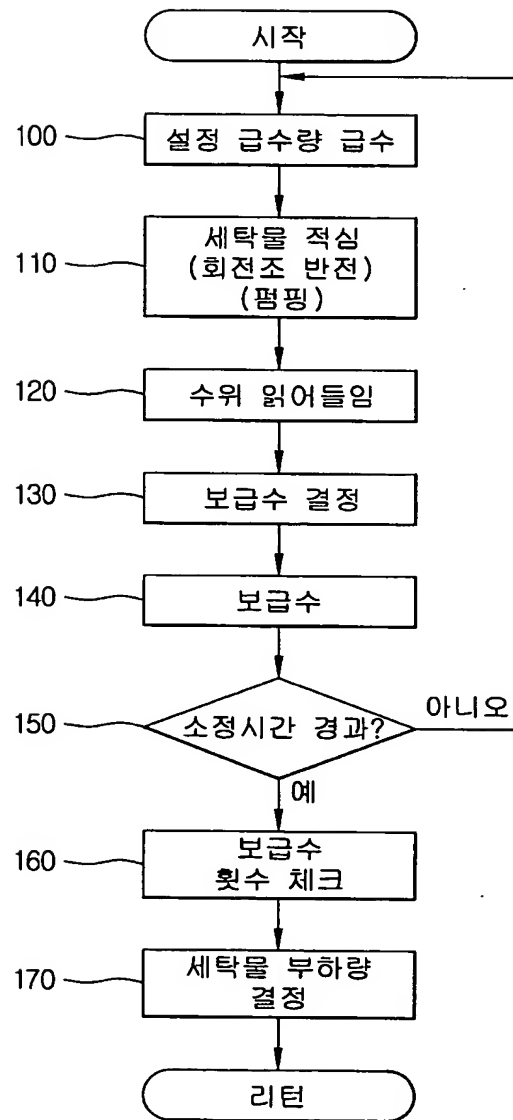 시작
100
설정 급수량 급수
110
세탁물 적심
(회전조 반전)
(펌핑)
120
수위 읽어들임
130
보급수 결정
140
보급수
150
소정시간 경과?
아니오
예
160
보급수
횟수 체크
170
세탁물 부하량
결정
리턴